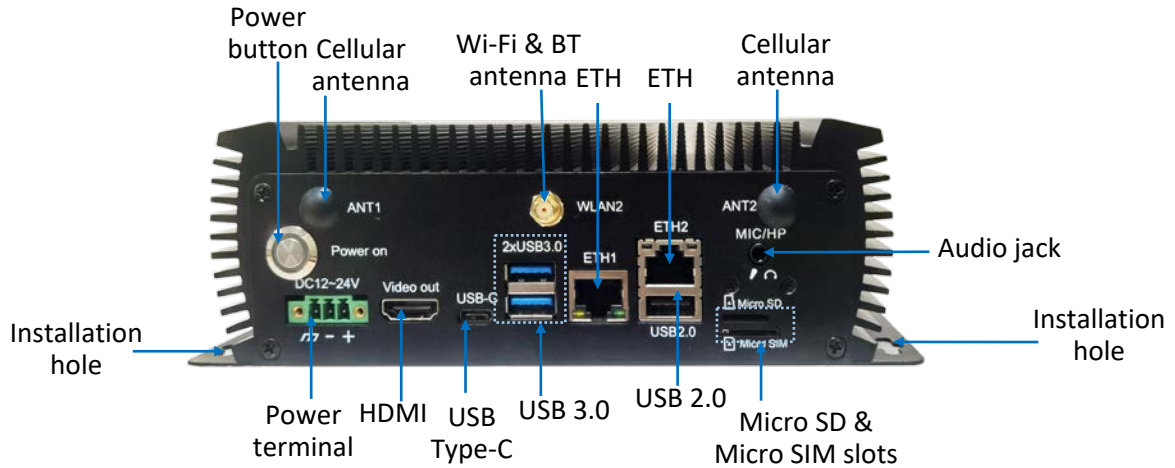 Power
button
Cellular
antenna
Wi-Fi & BT
antenna
ETH
ETH
Cellular
antenna
ANT1
WLAN2
ANT2
Power on
2xUSB3.0
ETH1
ETH2
MIC/HP
Audio jack
DC12~24V
Video out
USB-C
USB2.0
Micro SD
Micro SIM
- +
Installation
hole
Installation
hole
Power
terminal
HDMI
USB
Type-C
USB 3.0
USB 2.0
Micro SD &
Micro SIM slots